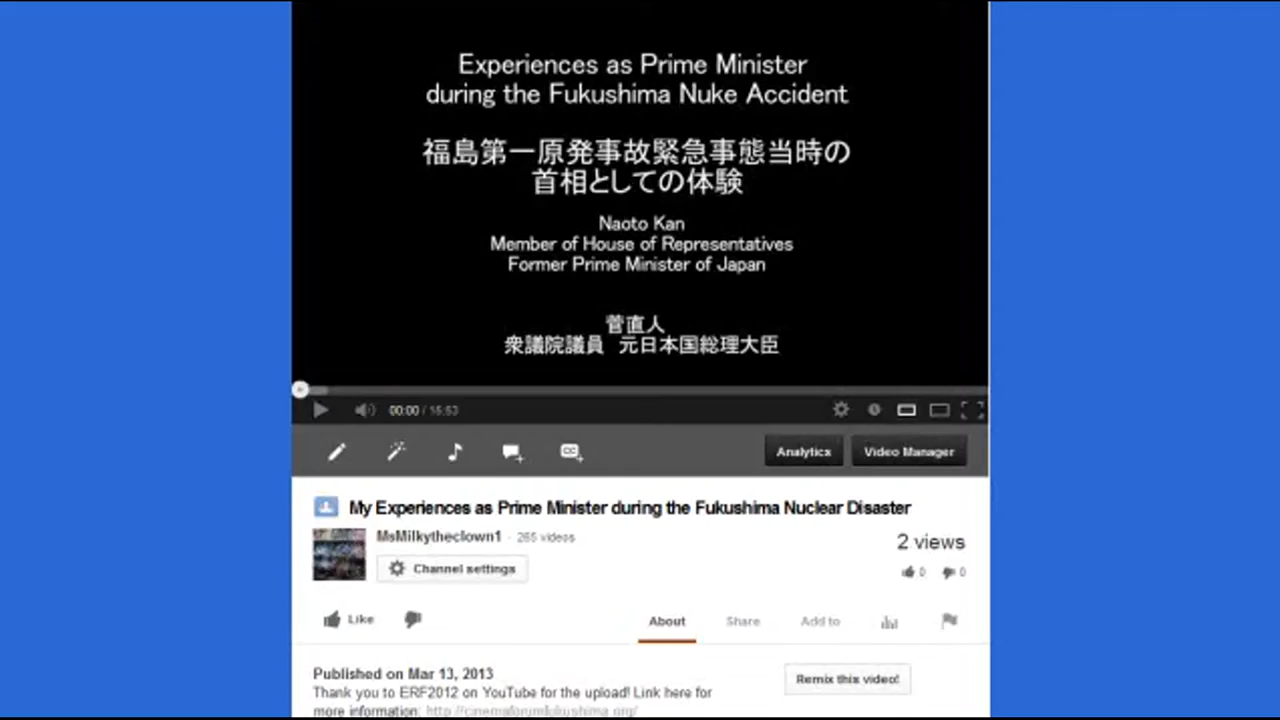 Experiences as Prime Minister
during the Fukushima Nuke Accident
福島第一原発事故緊急事態当時の
首相としての体験
Naoto Kan
Member of House of Representatives
Former Prime Minister of Japan
菅直人
衆議院議員 元日本国総理大臣
00:00 / 15:53
Analytics Video Manager
My Experiences as Prime Minister during the Fukushima Nuclear Disaster
MsMilkytheclown1 · 265 videos
2 views
Channel settings
0 0
Like About Share Add to
Published on Mar 13, 2013
Remix this video!
Thank you to ERF2012 on YouTube for the upload! Link here for
more information: http://cinemaforumfukushima.org/